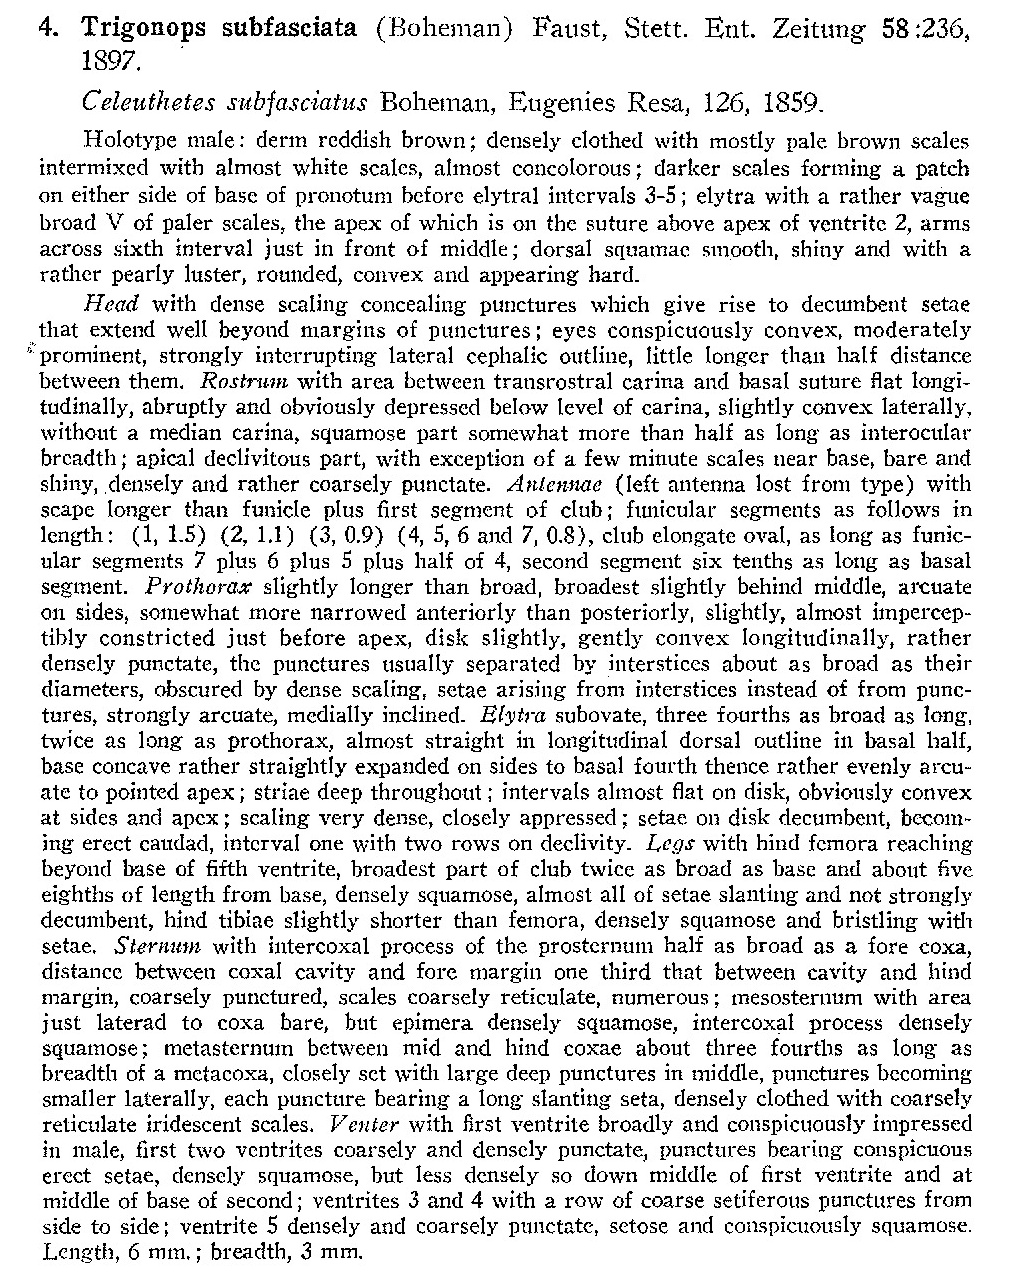 4. Trigonops subfasciata (Boheman) Faust, Stett. Ent. Zeitung 58:236,
1897.
Celeuthetes subfasciatus Boheman, Eugenies Resa, 126, 1859.
Holotype male: derm reddish brown; densely clothed with mostly pale brown scales
intermixed with almost white scales, almost concolorous; darker scales forming a patch
on either side of base of pronotum before elytral intervals 3-5; elytra with a rather vague
broad V of paler scales, the apex of which is on the suture above apex of ventrite 2, arms
across sixth interval just in front of middle; dorsal squamae smooth, shiny and with a
rather pearly luster, rounded, convex and appearing hard.
Head with dense scaling concealing punctures which give rise to decumbent setae
that extend well beyond margins of punctures; eyes conspicuously convex, moderately
prominent, strongly interrupting lateral cephalic outline, little longer than half distance
between them. Rostrum with area between transrostral carina and basal suture flat longi-
tudinally, abruptly and obviously depressed below level of carina, slightly convex laterally,
without a median carina, squamose part somewhat more than half as long as interocular
breadth; apical declivitous part, with exception of a few minute scales near base, bare and
shiny, densely and rather coarsely punctate. Antennae (left antenna lost from type) with
scape longer than funicle plus first segment of club; funicular segments as follows in
length: (1, 1.5) (2, 1.1) (3, 0.9) (4, 5, 6 and 7, 0.8), club elongate oval, as long as funic-
ular segments 7 plus 6 plus 5 plus half of 4, second segment six tenths as long as basal
segment. Prothorax slightly longer than broad, broadest slightly behind middle, arcuate
on sides, somewhat more narrowed anteriorly than posteriorly, slightly, almost impercep-
tibly constricted just before apex, disk slightly, gently convex longitudinally, rather
densely punctate, the punctures usually separated by interstices about as broad as their
diameters, obscured by dense scaling, setae arising from interstices instead of from punc-
tures, strongly arcuate, medially inclined. Elytra subovate, three fourths as broad as long,
twice as long as prothorax, almost straight in longitudinal dorsal outline in basal half,
base concave rather straightly expanded on sides to basal fourth thence rather evenly arcu-
ate to pointed apex; striae deep throughout; intervals almost flat on disk, obviously convex
at sides and apex; scaling very dense, closely appressed; setae on disk decumbent, becom-
ing erect caudad, interval one with two rows on declivity. Legs with hind femora reaching
beyond base of fifth ventrite, broadest part of club twice as broad as base and about five
eighths of length from base, densely squamose, almost all of setae slanting and not strongly
decumbent, hind tibiae slightly shorter than femora, densely squamose and bristling with
setae. Sternum with intercoxal process of the prosternum half as broad as a fore coxa,
distance between coxal cavity and fore margin one third that between cavity and hind
margin, coarsely punctured, scales coarsely reticulate, numerous; mesosternum with area
just laterad to coxa bare, but epimera densely squamose, intercoxal process densely
squamose; metasternum between mid and hind coxae about three fourths as long as
breadth of a metacoxa, closely set with large deep punctures in middle, punctures becoming
smaller laterally, each puncture bearing a long slanting seta, densely clothed with coarsely
reticulate iridescent scales. Venter with first ventrite broadly and conspicuously impressed
in male, first two ventrites coarsely and densely punctate, punctures bearing conspicuous
erect setae, densely squamose, but less densely so down middle of first ventrite and at
middle of base of second; ventrites 3 and 4 with a row of coarse setiferous punctures from
side to side; ventrite 5 densely and coarsely punctate, setose and conspicuously squamose.
Length, 6 mm.; breadth, 3 mm.